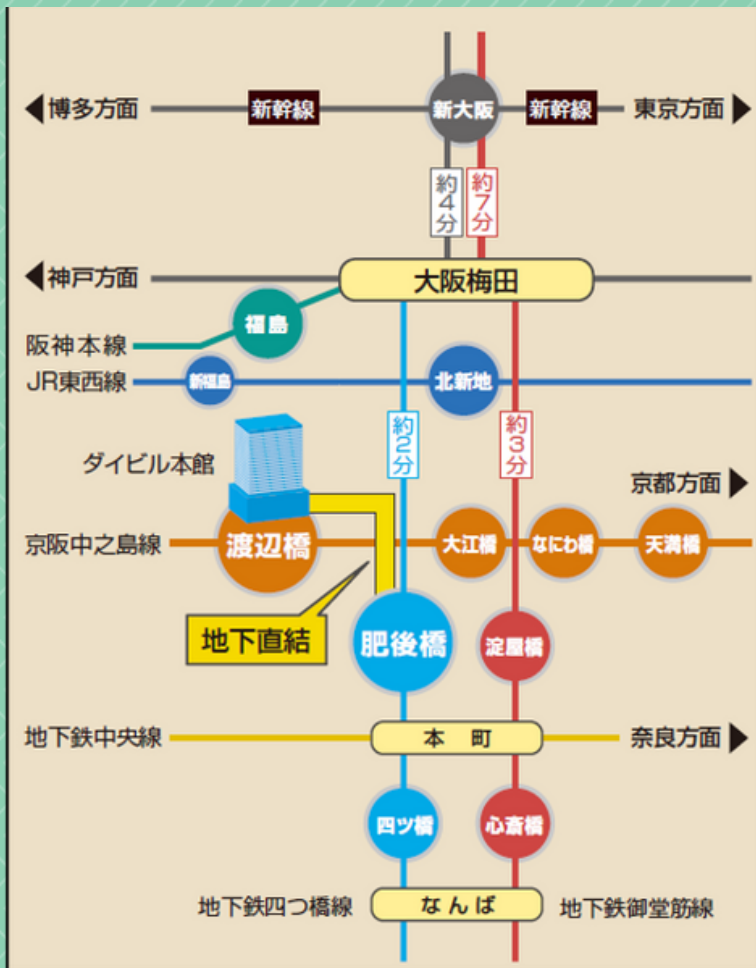 博多方面
新幹線
新大阪
新幹線
東京方面
約4分
約7分
神戸方面
大阪梅田
福島
阪神本線
JR東西線
新福島
北新地
約2分
約3分
ダイビル本館
京都方面
京阪中之島線
渡辺橋
大江橋
なにわ橋
天満橋
地下直結
肥後橋
淀屋橋
地下鉄中央線
本町
奈良方面
四ツ橋
心斎橋
地下鉄四つ橋線
なんば
地下鉄御堂筋線